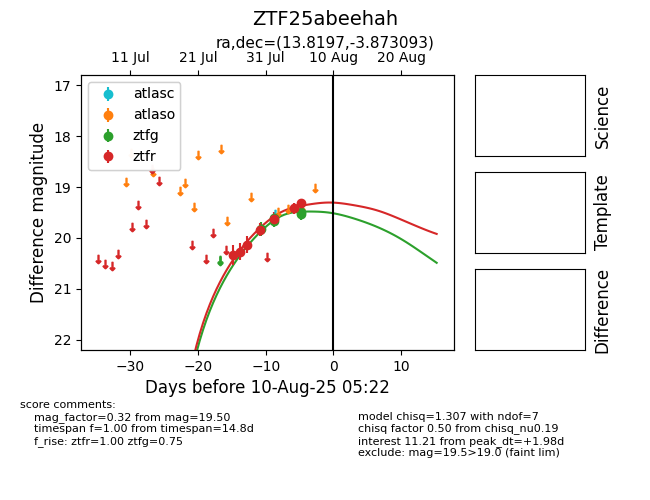 ZTF25abeehah
ra,dec=(13.8197,-3.873093)
11 Jul 21 Jul 31 Jul 10 Aug 20 Aug
atlasc
atlaso
ztfg
ztfr
17
18
19
20
21
22
Difference magnitude
−30 −20 −10 0 10
Days before 10-Aug-25 05:22
Science
Template
Difference
score comments:
mag_factor=0.32 from mag=19.50
timespan f=1.00 from timespan=14.8d
f_rise: ztfr=1.00 ztfg=0.75
model chisq=1.307 with ndof=7
chisq factor 0.50 from chisq_nu0.19
interest 11.21 from peak_dt=+1.98d
exclude: mag=19.5>19.0 (faint lim)